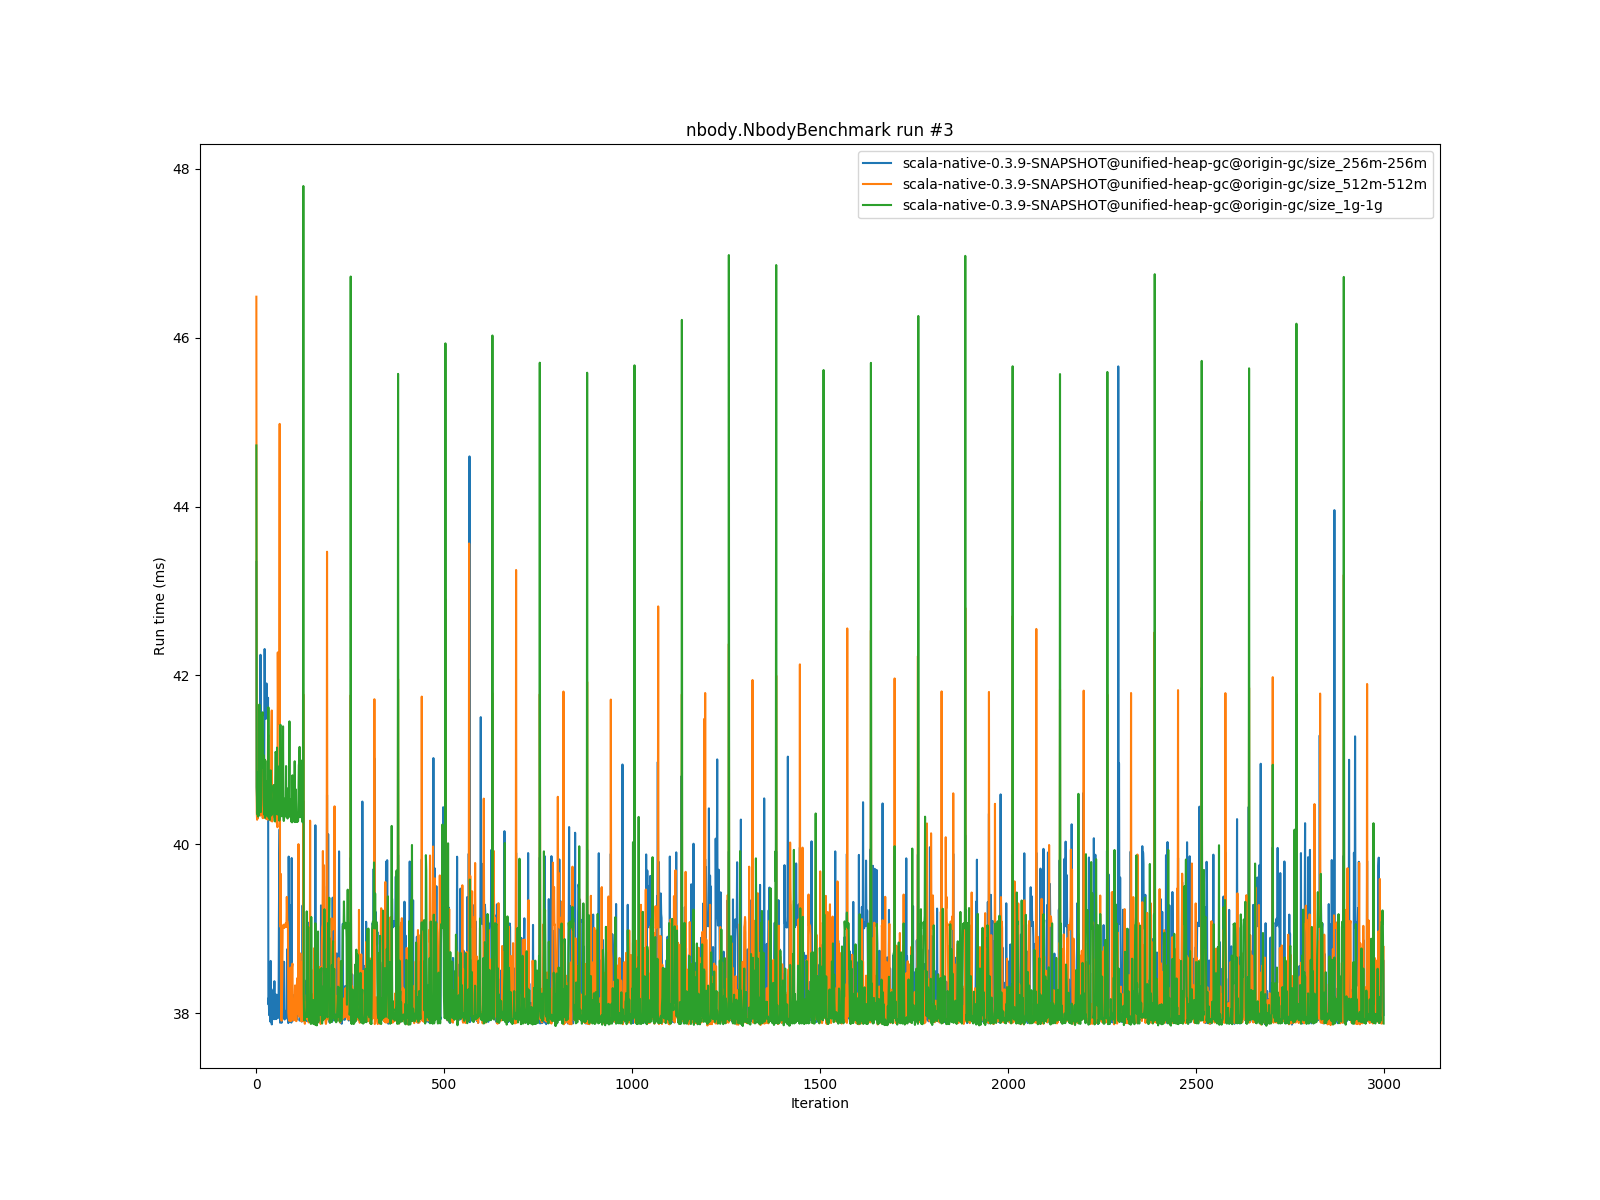 nbody.NbodyBenchmark run #3
scala-native-0.3.9-SNAPSHOT@unified-heap-gc@origin-gc/size_256m-256m
scala-native-0.3.9-SNAPSHOT@unified-heap-gc@origin-gc/size_512m-512m
scala-native-0.3.9-SNAPSHOT@unified-heap-gc@origin-gc/size_1g-1g
48
46
44
42
40
38
Run time (ms)
0 500 1000 1500 2000 2500 3000
Iteration